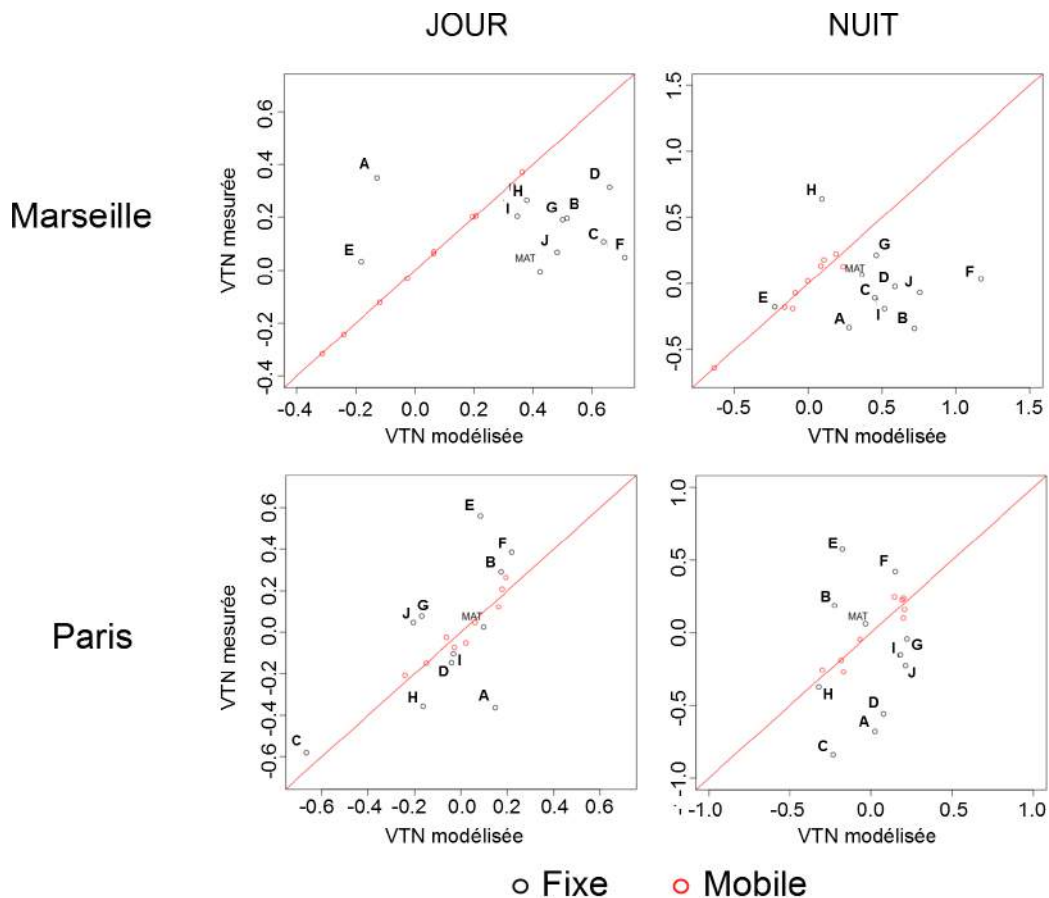 JOUR NUIT
Marseille
VTN mesurée
0.6
0.4
0.2
0.0
-0.2
-0.4
A
E
H
I
G
B
D
J
C
F
MAT
-0.4 -0.2 0.0 0.2 0.4 0.6
VTN modélisée
1.5
1.0
0.5
0.0
-0.5
H
G
MAT
D
J
F
E
C
A
I
B
-0.5 0.0 0.5 1.0 1.5
VTN modélisée
Paris
VTN mesurée
0.6
0.4
0.2
0.0
-0.2
-0.4
-0.6
E
F
B
J
G
MAT
D
I
H
A
C
-0.6 -0.4 -0.2 0.0 0.2 0.4 0.6
VTN modélisée
1.0
0.5
0.0
-0.5
-1.0
E
F
B
MAT
I
G
J
H
D
A
C
-1.0 -0.5 0.0 0.5 1.0
VTN modélisée
Fixe Mobile